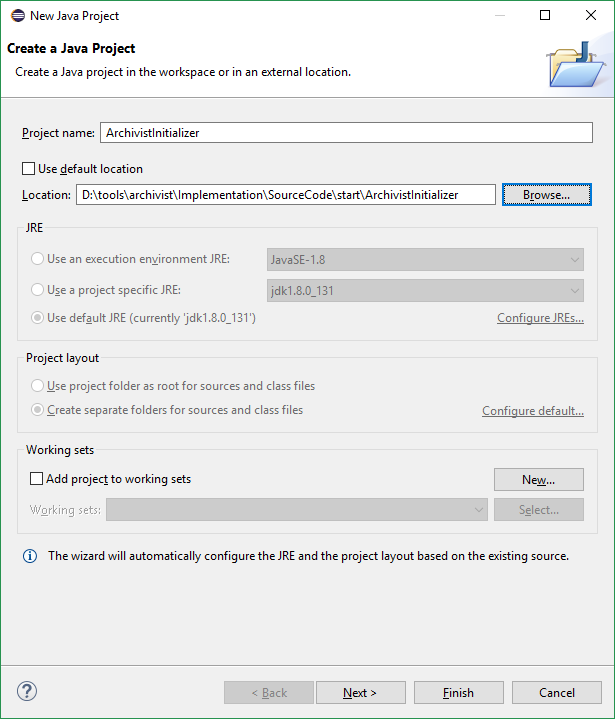 New Java Project
Create a Java Project
Create a Java project in the workspace or in an external location.
Project name: ArchivistInitializer
Use default location
Location: D:\tools\archivist\Implementation\SourceCode\start\ArchivistInitializer Browse...
JRE
Use an execution environment JRE: JavaSE-1.8
Use a project specific JRE: jdk1.8.0_131
Use default JRE (currently 'jdk1.8.0_131') Configure JREs...
Project layout
Use project folder as root for sources and class files
Create separate folders for sources and class files Configure default...
Working sets
Add project to working sets New...
Working sets: Select...
The wizard will automatically configure the JRE and the project layout based on the existing source.
? < Back Next > Finish Cancel